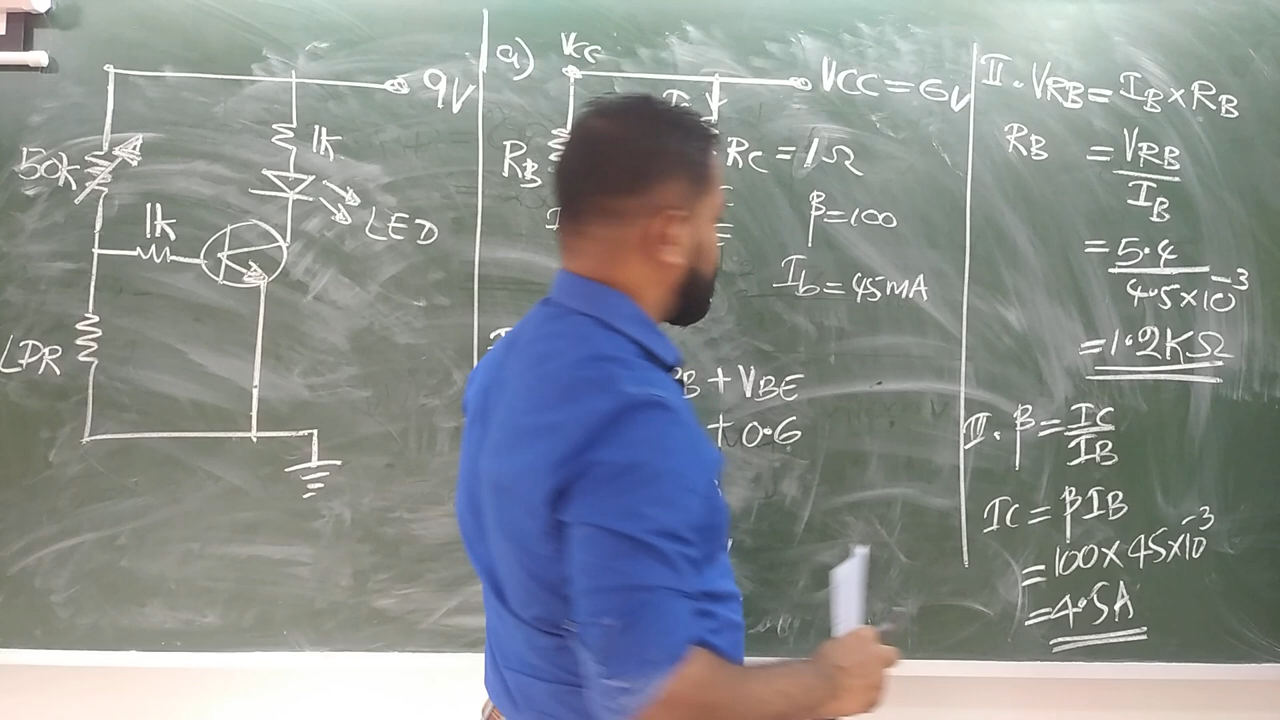 9V
50k
1k
1k
LED
LDR
a) VCC
VCC = 6V
RB
RC = 1Ω
β = 100
Ib = 45mA
+ VBE
+ 0.6
II. VRB = IB × RB
RB = VRB
IB
= 5.4
4.5×10⁻³
= 1.2KΩ
III. β = IC
IB
IC = βIB
= 100 × 45×10⁻³
= 4.5A